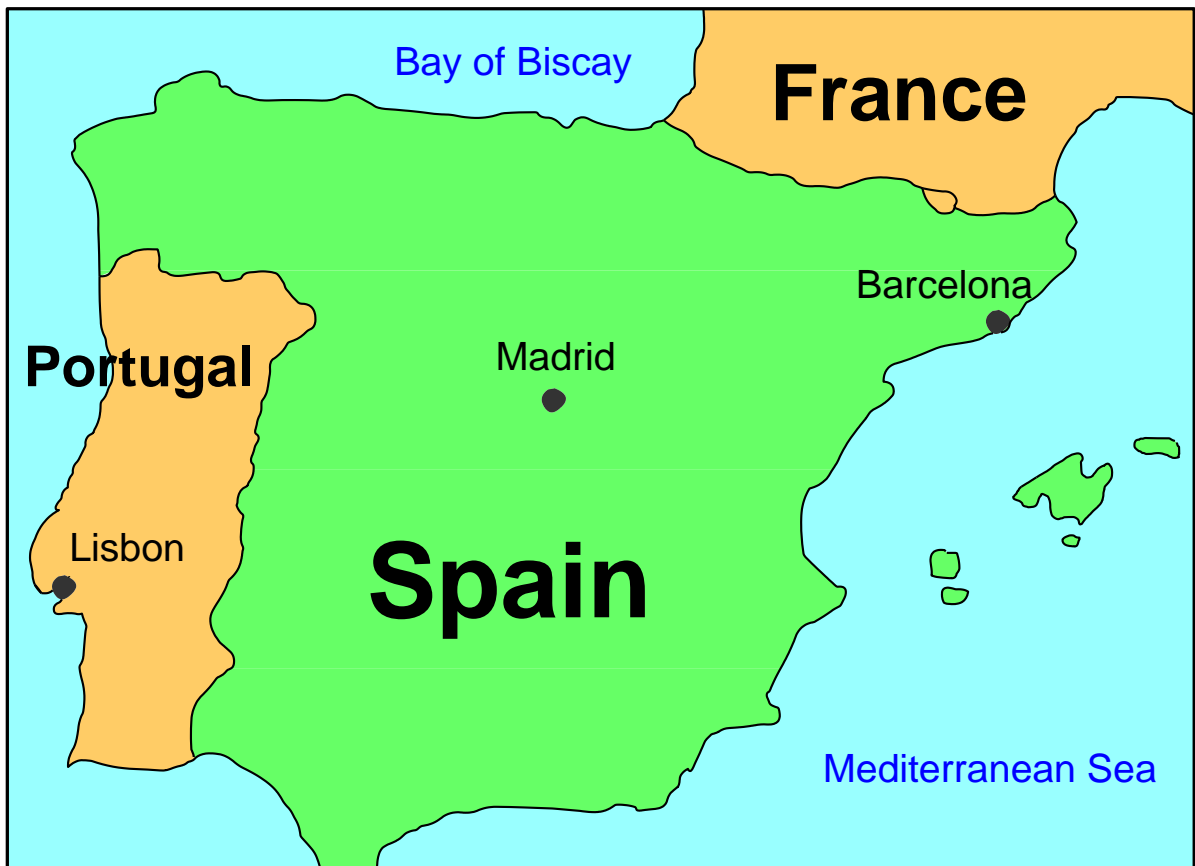 Bay of Biscay
France
Barcelona
Portugal
Madrid
Lisbon
Spain
Mediterranean Sea